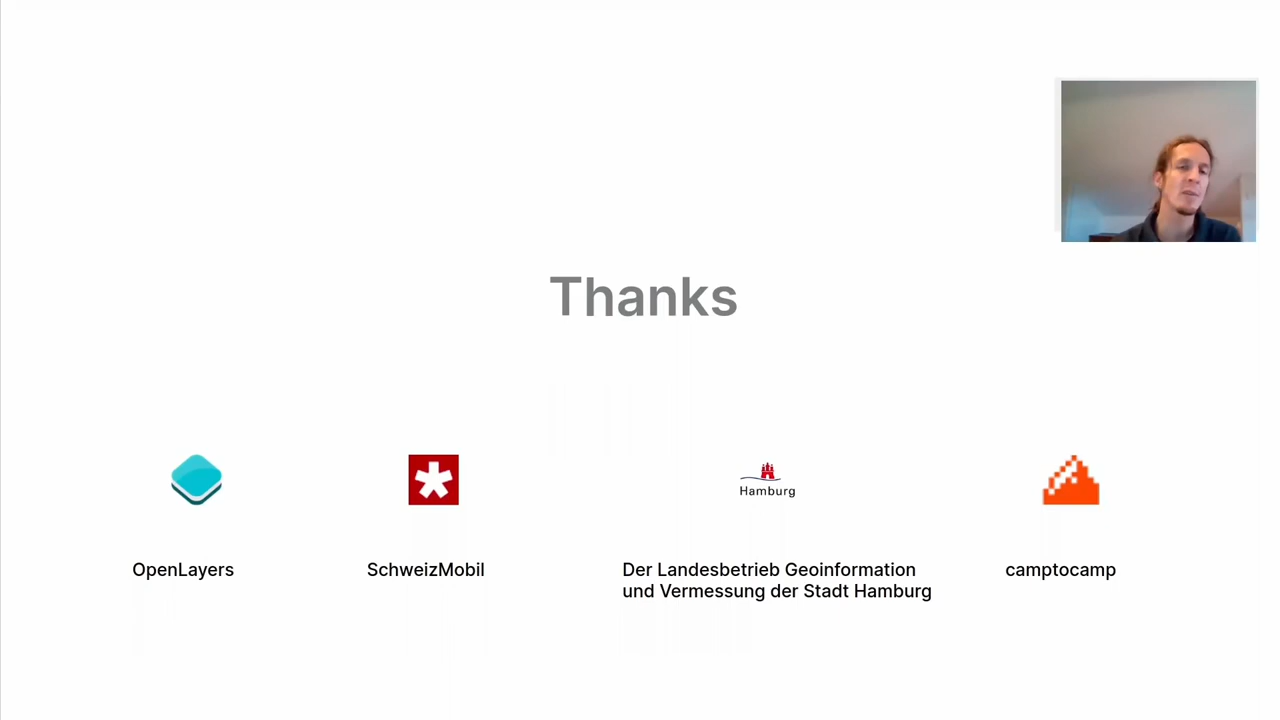 Thanks
Hamburg
OpenLayers
SchweizMobil
Der Landesbetrieb Geoinformation
und Vermessung der Stadt Hamburg
camptocamp